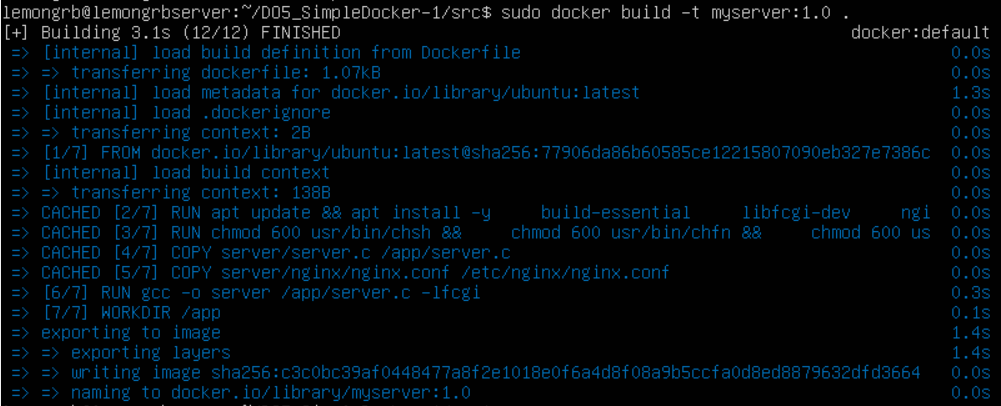 lemongrb@lemongrbserver:~/DO5_SimpleDocker-1/src$ sudo docker build -t myserver:1.0 .
[+] Building 3.1s (12/12) FINISHED docker:default
=> [internal] load build definition from Dockerfile 0.0s
=> => transferring dockerfile: 1.07kB 0.0s
=> [internal] load metadata for docker.io/library/ubuntu:latest 1.3s
=> [internal] load .dockerignore 0.0s
=> => transferring context: 2B 0.0s
=> [1/7] FROM docker.io/library/ubuntu:latest@sha256:77906da86b60585ce12215807090eb327e7386c 0.0s
=> [internal] load build context 0.0s
=> => transferring context: 138B 0.0s
=> CACHED [2/7] RUN apt update && apt install -y build-essential libfcgi-dev ngi 0.0s
=> CACHED [3/7] RUN chmod 600 usr/bin/chsh && chmod 600 usr/bin/chfn && chmod 600 us 0.0s
=> CACHED [4/7] COPY server/server.c /app/server.c 0.0s
=> CACHED [5/7] COPY server/nginx/nginx.conf /etc/nginx/nginx.conf 0.0s
=> [6/7] RUN gcc -o server /app/server.c -lfcgi 0.3s
=> [7/7] WORKDIR /app 0.1s
=> exporting to image 1.4s
=> => exporting layers 1.4s
=> => writing image sha256:c3c0bc39af0448477a8f2e1018e0f6a4d8f08a9b5ccfa0d8ed8879632dfd3664 0.0s
=> => naming to docker.io/library/myserver:1.0 0.0s